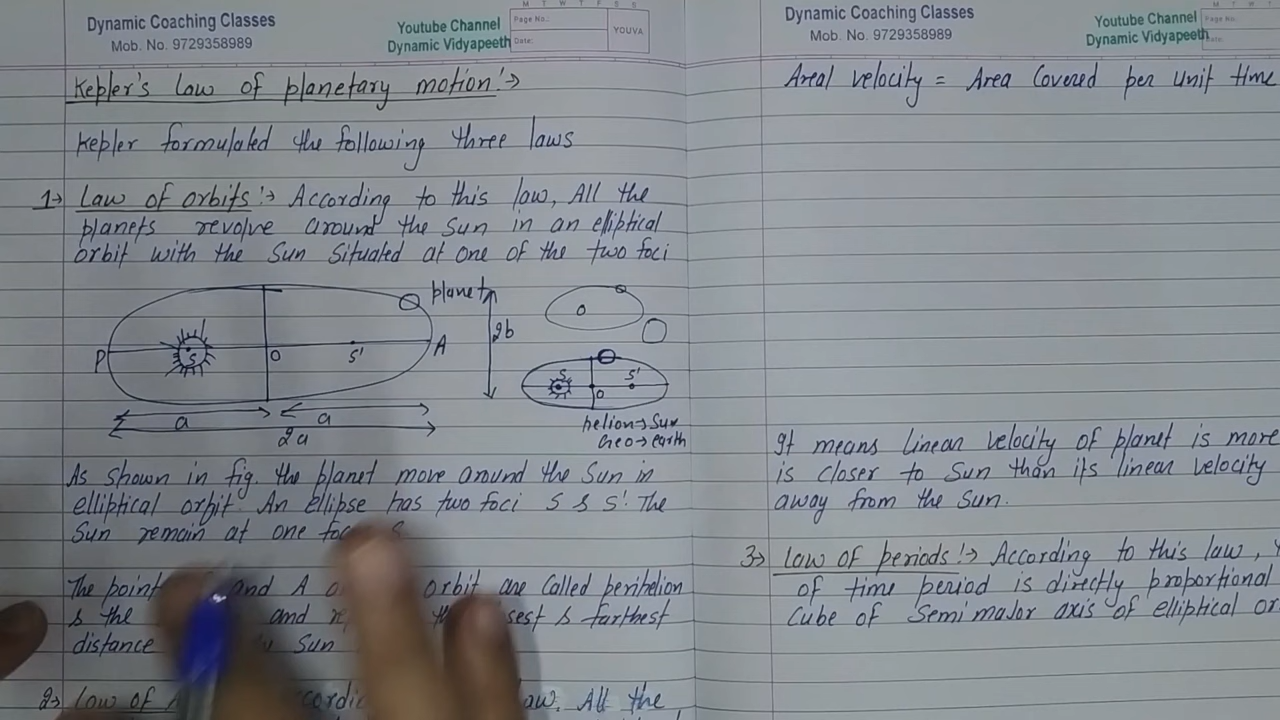 Dynamic Coaching Classes
Mob. No. 9729358989
Youtube Channel
Dynamic Vidyapeeth
M T W T F S S
Page No.:
Date:
YOUVA
Kepler's Law of planetary motion :→
Kepler formulated the following three laws
1→ Law of orbits :→ According to this law, All the
planets revolve around the Sun in an elliptical
orbit with the Sun Situated at one of the two foci
planet
P
S
O
S'
A
2b
a
a
2a
S
O
S'
helion→Sun
Geo→earth
As shown in fig. the planet move around the Sun in
elliptical orbit. An ellipse has two foci S & S'. The
Sun remain at one
The point and A orbit are called perihelion
& the and & farthest
distance Sun
2→ Law of law. All the
Dynamic Coaching Classes
Mob. No. 9729358989
Youtube Channel
Dynamic Vidyapeeth
M T W T F S S
Page No.:
Areal velocity = Area Covered per unit time
It means linear velocity of planet is more
is closer to Sun than its linear velocity
away from the Sun.
3→ Law of periods :→ According to this law,
of time period is directly proportional
Cube of Semi major axis of elliptical